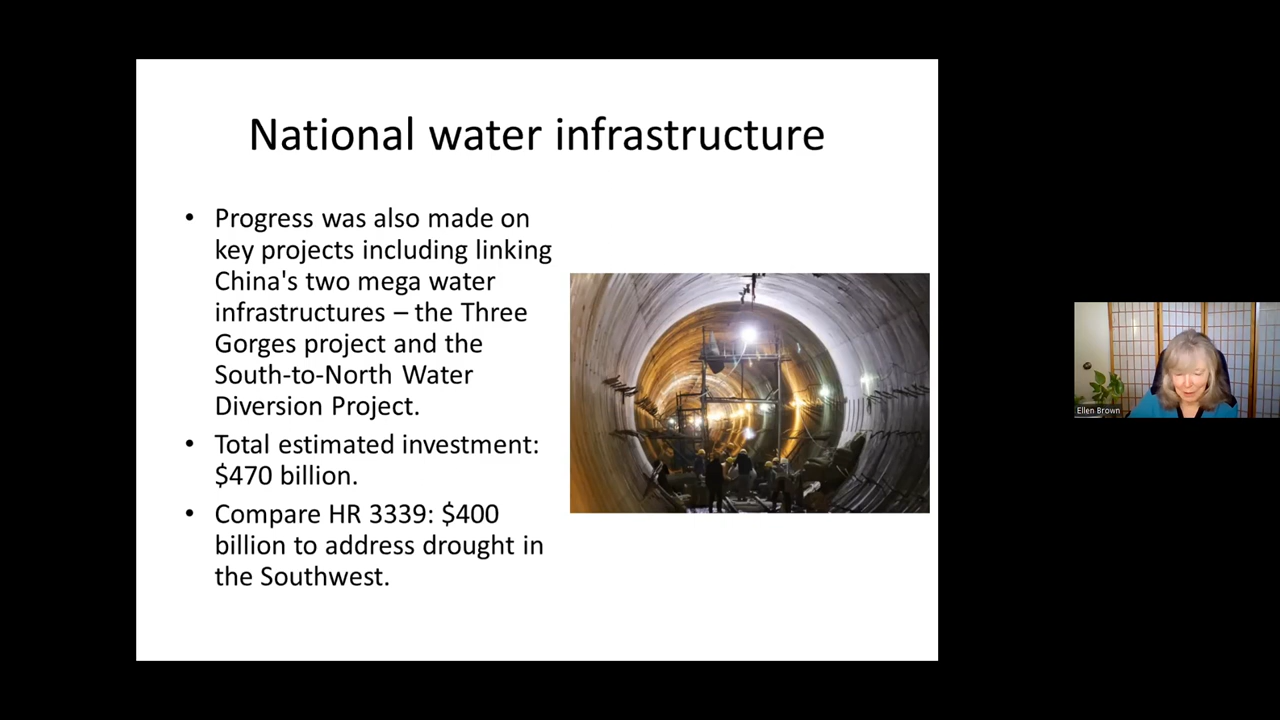 National water infrastructure
• Progress was also made on
key projects including linking
China's two mega water
infrastructures – the Three
Gorges project and the
South-to-North Water
Diversion Project.
• Total estimated investment:
$470 billion.
• Compare HR 3339: $400
billion to address drought in
the Southwest.
Ellen Brown